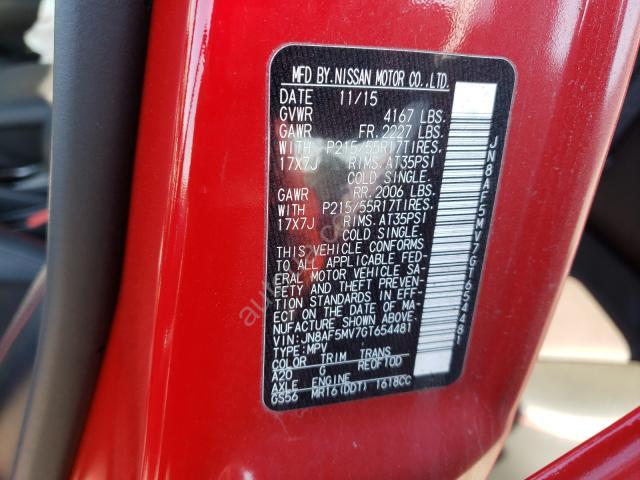 MFD BY.NISSAN MOTOR CO.,LTD.
DATE 11/15
GVWR 4167 LBS.
GAWR FR.2227 LBS.
WITH P215/55R17TIRES.
17X7J RIMS.AT35PSI
COLD SINGLE.
GAWR RR.2006 LBS.
WITH P215/55R17TIRES.
17X7J RIMS.AT35PSI
COLD SINGLE.
THIS VEHICLE CONFORMS
TO ALL APPLICABLE FED-
ERAL MOTOR VEHICLE SA-
FETY AND THEFT PREVEN-
TION STANDARDS IN EFF-
ECT ON THE DATE OF MA-
NUFACTURE SHOWN ABOVE.
VIN:JN8AF5MV7GT654481
TYPE:MPV
COLOR TRIM TRANS
A20 G RE0F10D
AXLE ENGINE
GS56 MR16(DDT) 1618CC
JN8AF5MV7GT654481